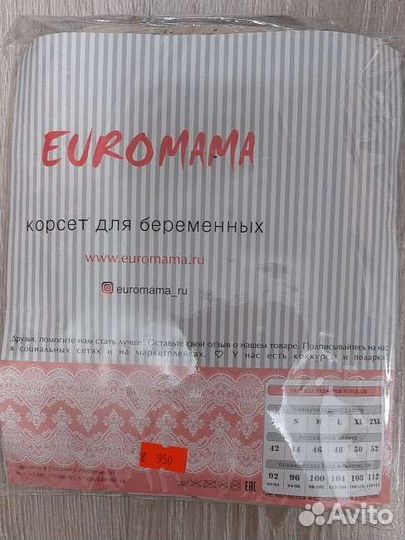 EUROMAMA
корсет для беременных
www.euromama.ru
euromama_ru
Друзья, помогите нам стать лучше! Оставьте свой отзыв о нашем товаре. Подписывайтесь на нас
в социальных сетях и на маркетплейсах. ♡ У нас есть конкурсы и подарки
S M L XL 2XL
42 44 46 48 50 52
92 96 100 104 108 112
950
EAC
Avito